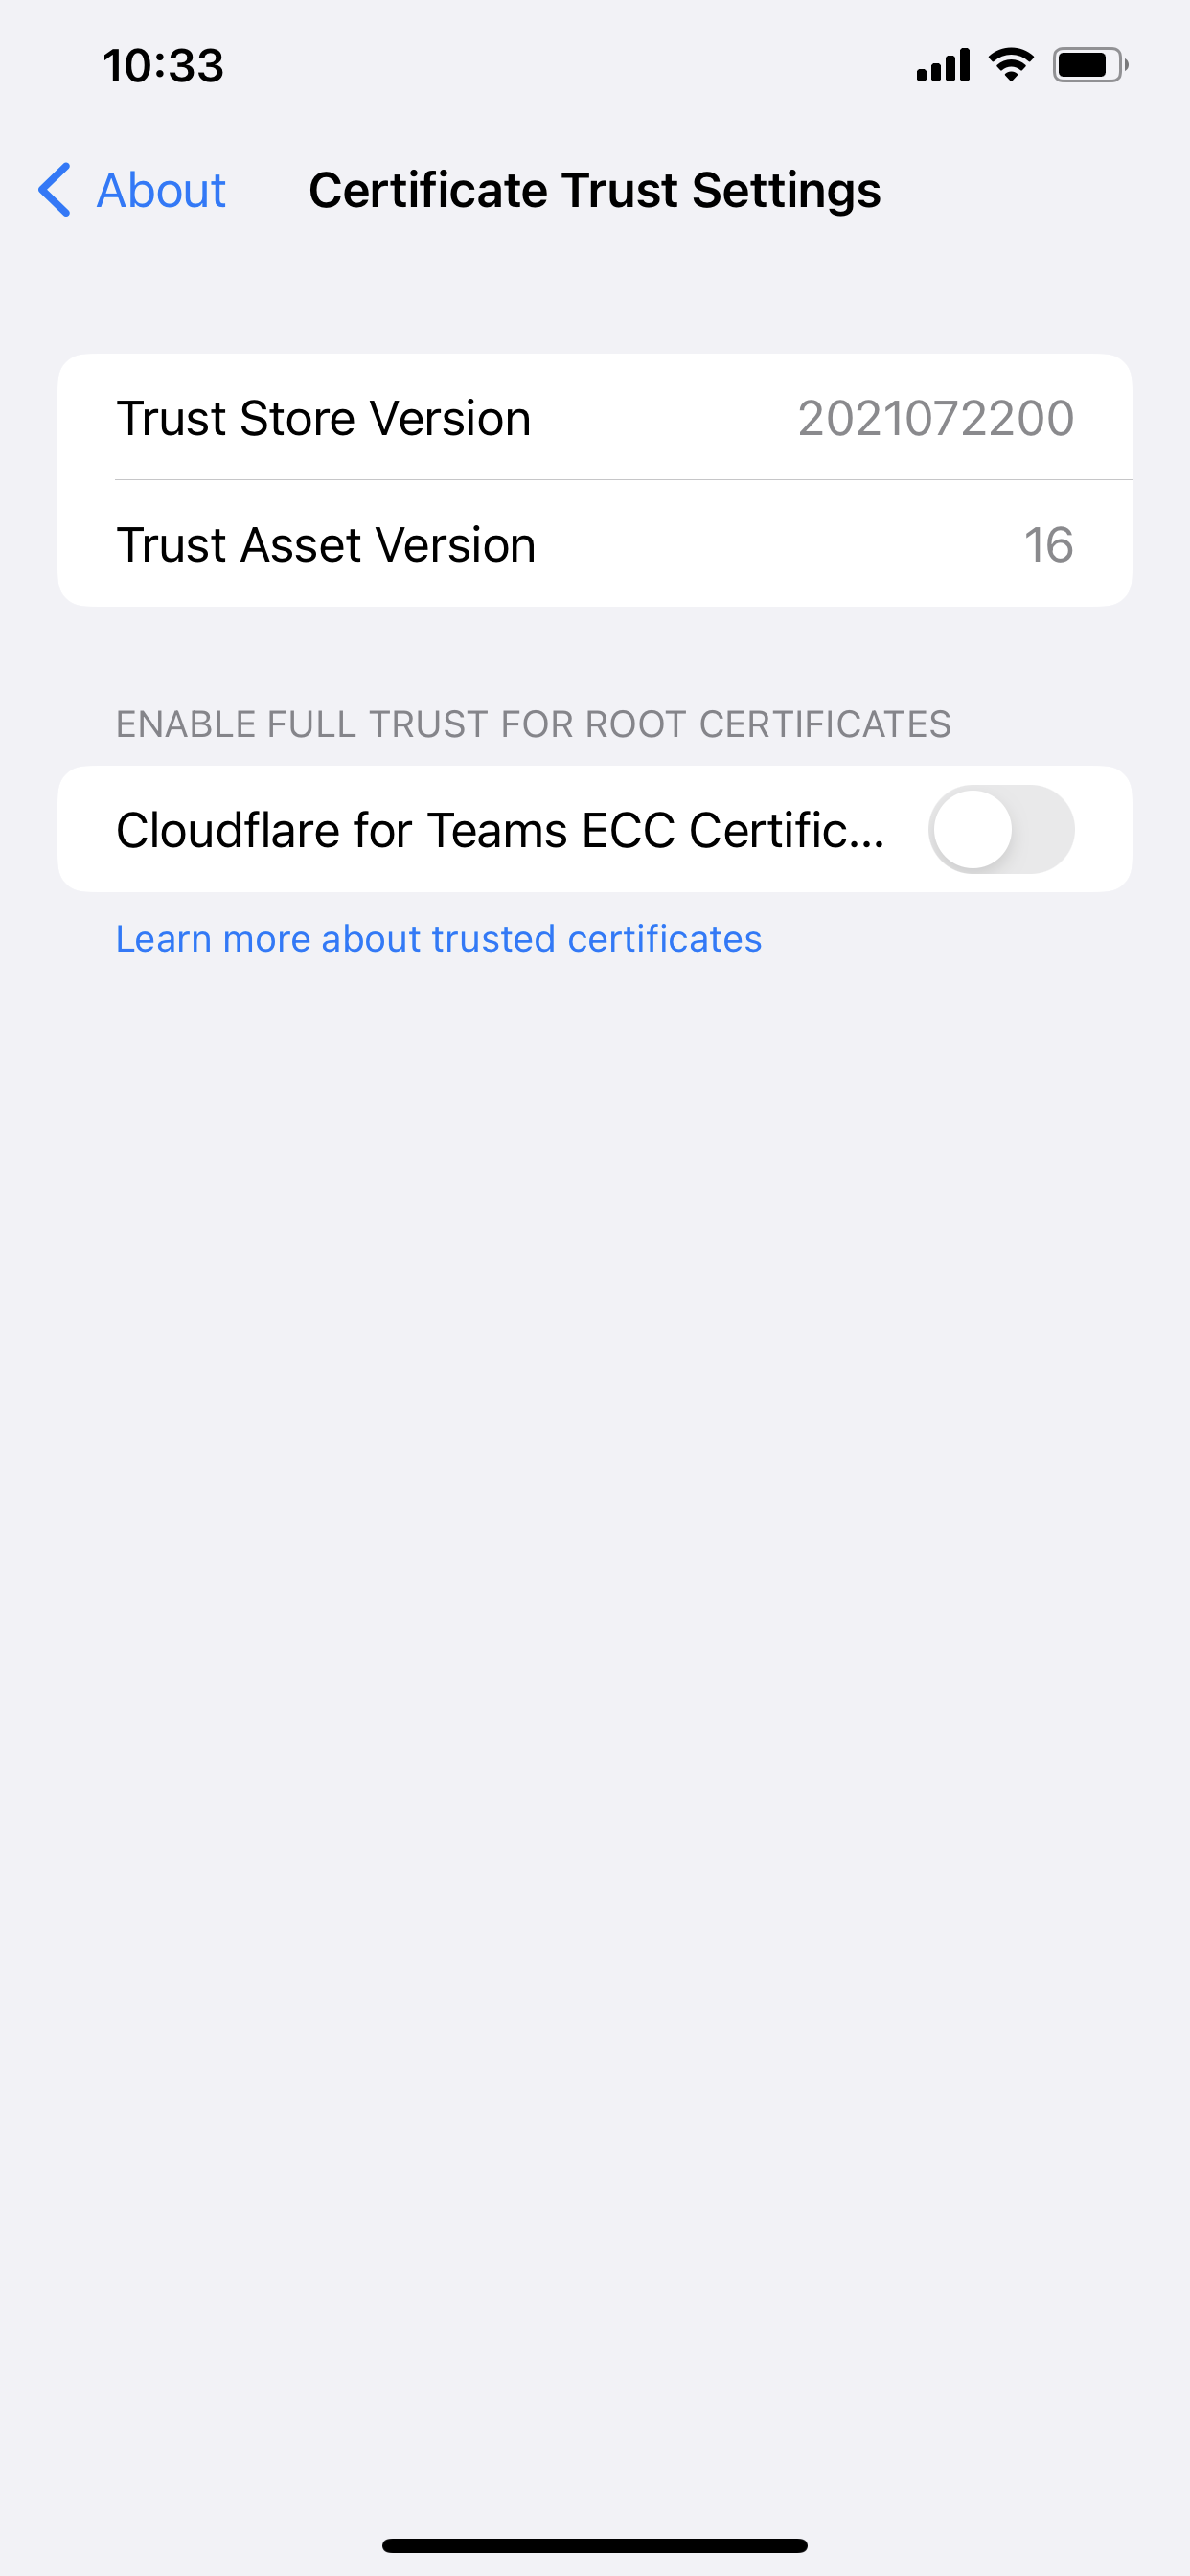 10:33
About
Certificate Trust Settings
Trust Store Version 2021072200
Trust Asset Version 16
ENABLE FULL TRUST FOR ROOT CERTIFICATES
Cloudflare for Teams ECC Certific...
Learn more about trusted certificates